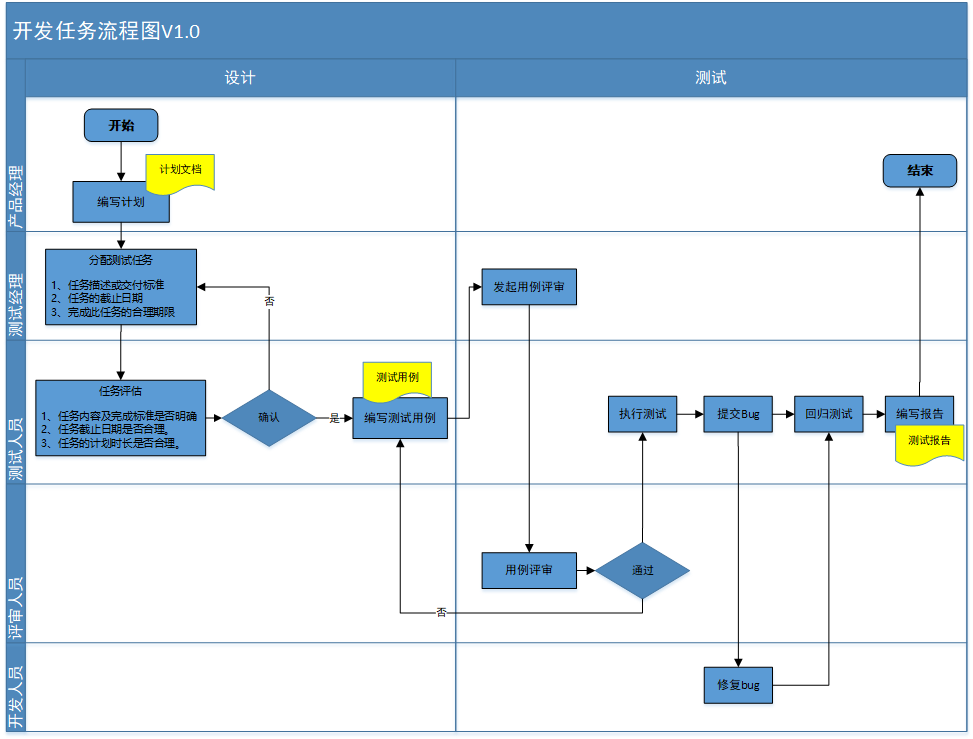 开发任务流程图V1.0
设计
测试
产品经理
开始
计划文档
编写计划
结束
测试经理
分配测试任务
1、任务描述或交付标准
2、任务的截止日期
3、完成此任务的合理期限
否
发起用例评审
测试人员
任务评估
1、任务内容及完成标准是否明确
2、任务截止日期是否合理。
3、任务的计划时长是否合理。
确认
是
测试用例
编写测试用例
执行测试
提交Bug
回归测试
编写报告
测试报告
评审人员
用例评审
通过
否
开发人员
修复bug